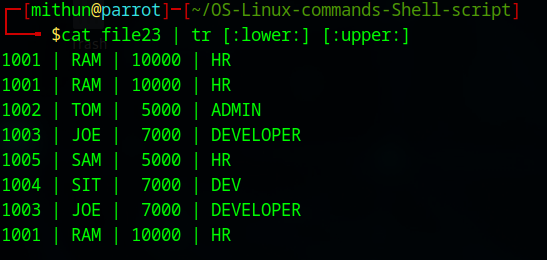 ┌─[mithun@parrot]─[~/OS-Linux-commands-Shell-script]
└──╼ $cat file23 | tr [:lower:] [:upper:]
1001 | RAM | 10000 | HR
1001 | RAM | 10000 | HR
1002 | TOM |  5000 | ADMIN
1003 | JOE |  7000 | DEVELOPER
1005 | SAM |  5000 | HR
1004 | SIT |  7000 | DEV
1003 | JOE |  7000 | DEVELOPER
1001 | RAM | 10000 | HR